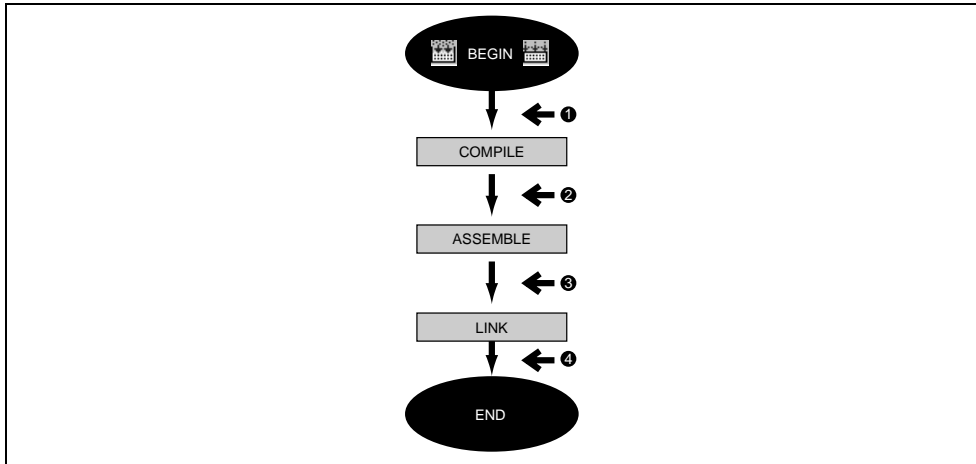 BEGIN
❶
COMPILE
❷
ASSEMBLE
❸
LINK
❹
END